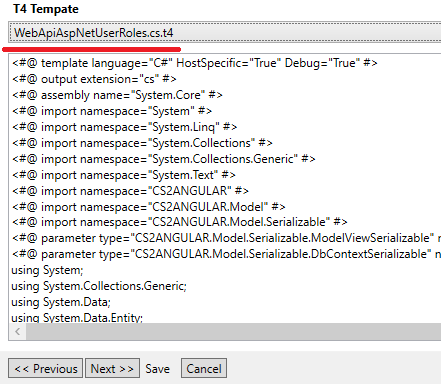 T4 Tempate
WebApiAspNetUserRoles.cs.t4
<#@ template language="C#" HostSpecific="True" Debug="True" #>
<#@ output extension="cs" #>
<#@ assembly name="System.Core" #>
<#@ import namespace="System" #>
<#@ import namespace="System.Linq" #>
<#@ import namespace="System.Collections" #>
<#@ import namespace="System.Collections.Generic" #>
<#@ import namespace="System.Text" #>
<#@ import namespace="CS2ANGULAR" #>
<#@ import namespace="CS2ANGULAR.Model" #>
<#@ import namespace="CS2ANGULAR.Model.Serializable" #>
<#@ parameter type="CS2ANGULAR.Model.Serializable.ModelViewSerializable"
<#@ parameter type="CS2ANGULAR.Model.Serializable.DbContextSerializable"
using System;
using System.Collections.Generic;
using System.Data;
using System.Data.Entity;
<< Previous Next >> Save Cancel